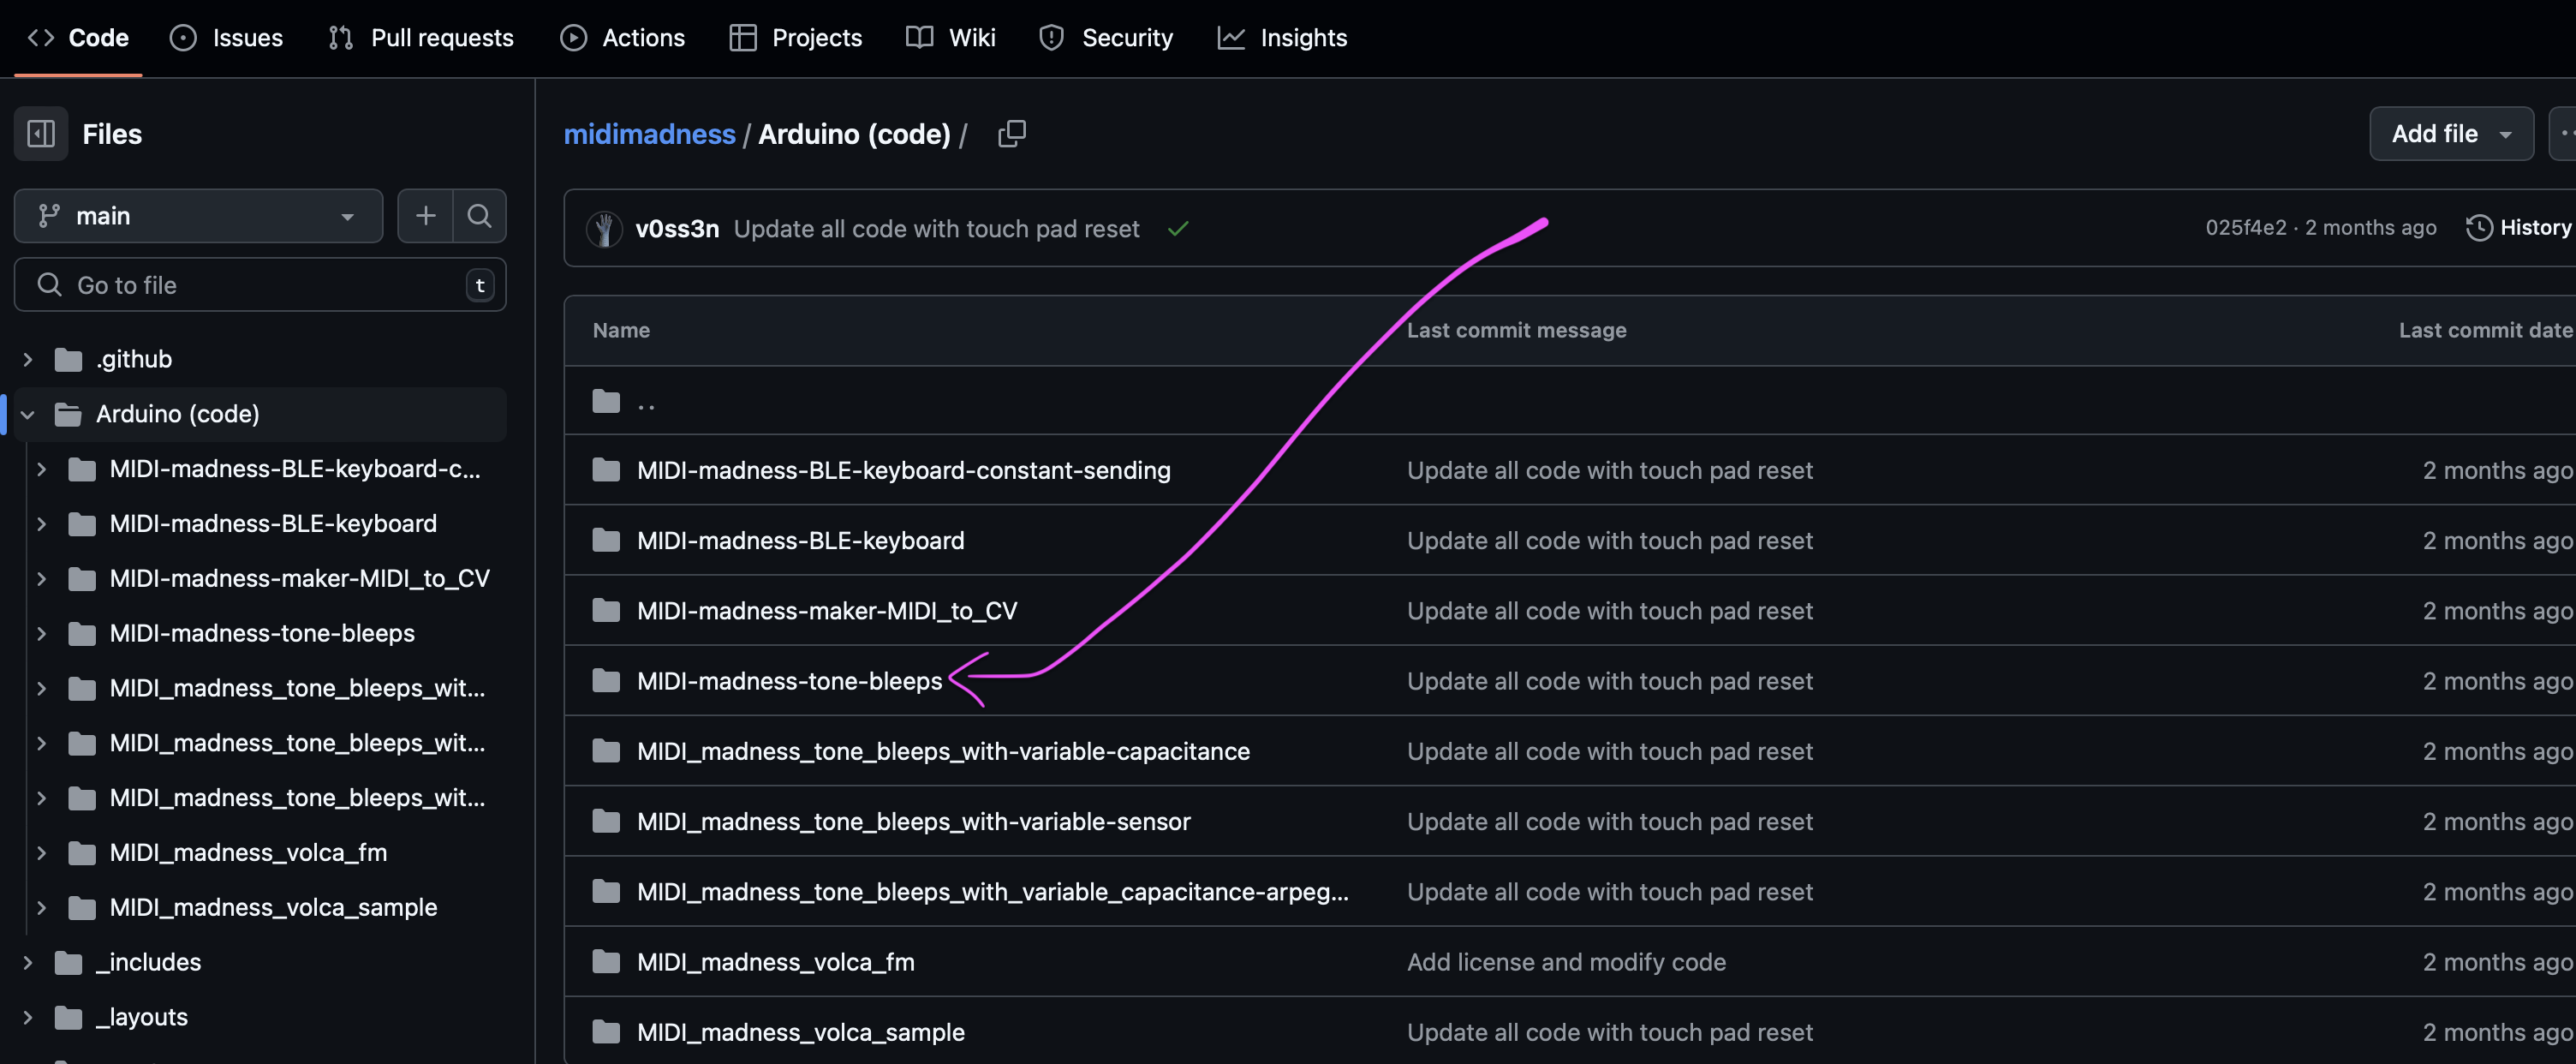 Code Issues Pull requests Actions Projects Wiki Security Insights
Files
main
Go to file t
.github
Arduino (code)
MIDI-madness-BLE-keyboard-c...
MIDI-madness-BLE-keyboard
MIDI-madness-maker-MIDI_to_CV
MIDI-madness-tone-bleeps
MIDI_madness_tone_bleeps_wit...
MIDI_madness_tone_bleeps_wit...
MIDI_madness_tone_bleeps_wit...
MIDI_madness_volca_fm
MIDI_madness_volca_sample
_includes
_layouts
midimadness / Arduino (code) /
Add file
v0ss3n Update all code with touch pad reset 025f4e2 · 2 months ago History
Name Last commit message Last commit date
..
MIDI-madness-BLE-keyboard-constant-sending Update all code with touch pad reset 2 months ago
MIDI-madness-BLE-keyboard Update all code with touch pad reset 2 months ago
MIDI-madness-maker-MIDI_to_CV Update all code with touch pad reset 2 months ago
MIDI-madness-tone-bleeps Update all code with touch pad reset 2 months ago
MIDI_madness_tone_bleeps_with-variable-capacitance Update all code with touch pad reset 2 months ago
MIDI_madness_tone_bleeps_with-variable-sensor Update all code with touch pad reset 2 months ago
MIDI_madness_tone_bleeps_with_variable_capacitance-arpeg... Update all code with touch pad reset 2 months ago
MIDI_madness_volca_fm Add license and modify code 2 months ago
MIDI_madness_volca_sample Update all code with touch pad reset 2 months ago